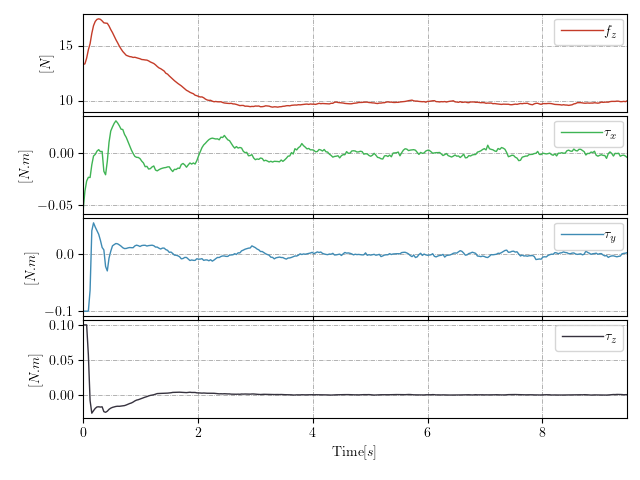 [N]
15
10
f_z
[N.m]
0.00
−0.05
τ_x
[N.m]
0.0
−0.1
τ_y
[N.m]
0.10
0.05
0.00
τ_z
0 2 4 6 8
Time[s]